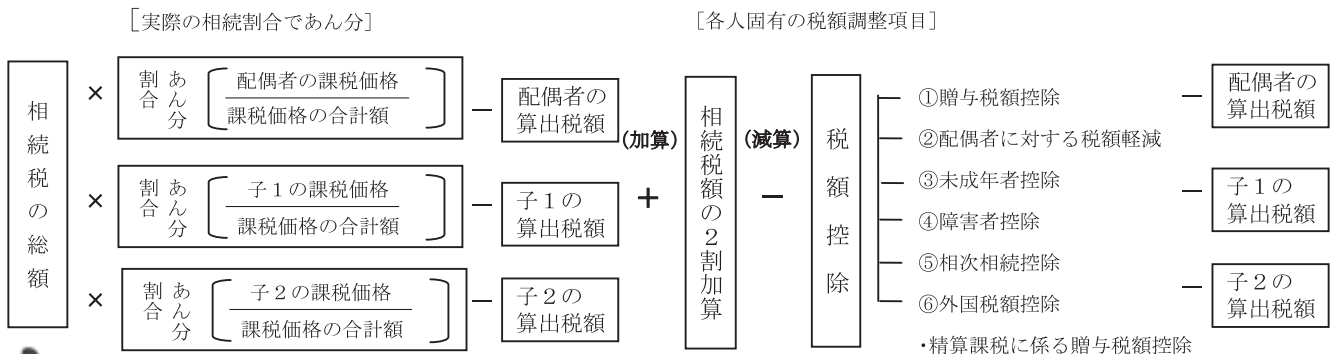 ［実際の相続割合であん分］
［各人固有の税額調整項目］
相続税の総額
×
あん分
割合
配偶者の課税価格
課税価格の合計額
—
配偶者の
算出税額
×
あん分
割合
子１の課税価格
課税価格の合計額
—
子１の
算出税額
×
あん分
割合
子２の課税価格
課税価格の合計額
—
子２の
算出税額
(加算)
+
相続税額の２割加算
(減算)
−
税額控除
①贈与税額控除
②配偶者に対する税額軽減
③未成年者控除
④障害者控除
⑤相次相続控除
⑥外国税額控除
・精算課税に係る贈与税額控除
—
配偶者の
算出税額
—
子１の
算出税額
—
子２の
算出税額